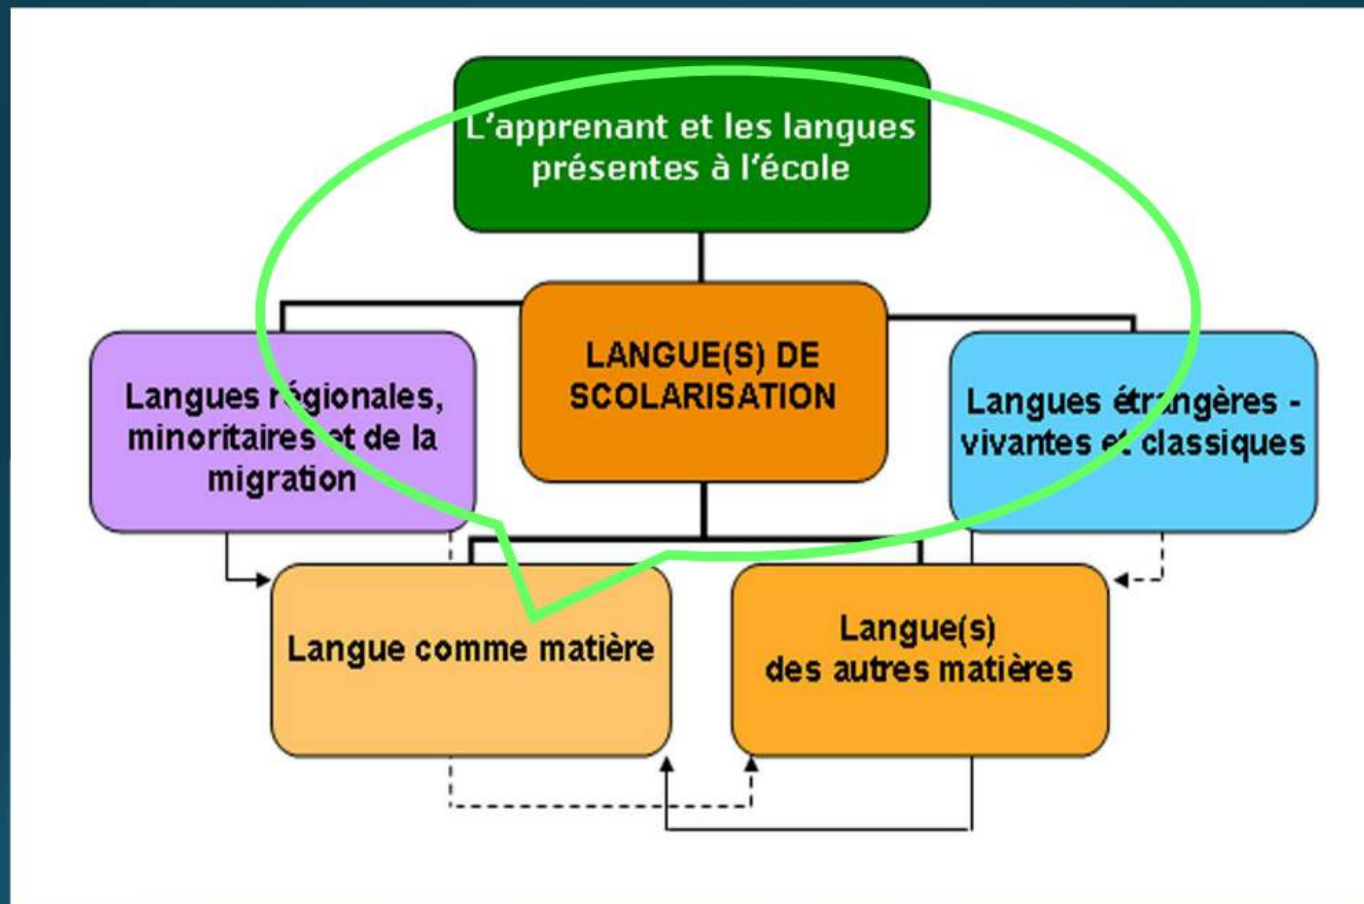 L'apprenant et les langues
présentes à l'école
LANGUE(S) DE
SCOLARISATION
Langues régionales,
minoritaires et de la
migration
Langues étrangères -
vivantes et classiques
Langue comme matière
Langue(s)
des autres matières